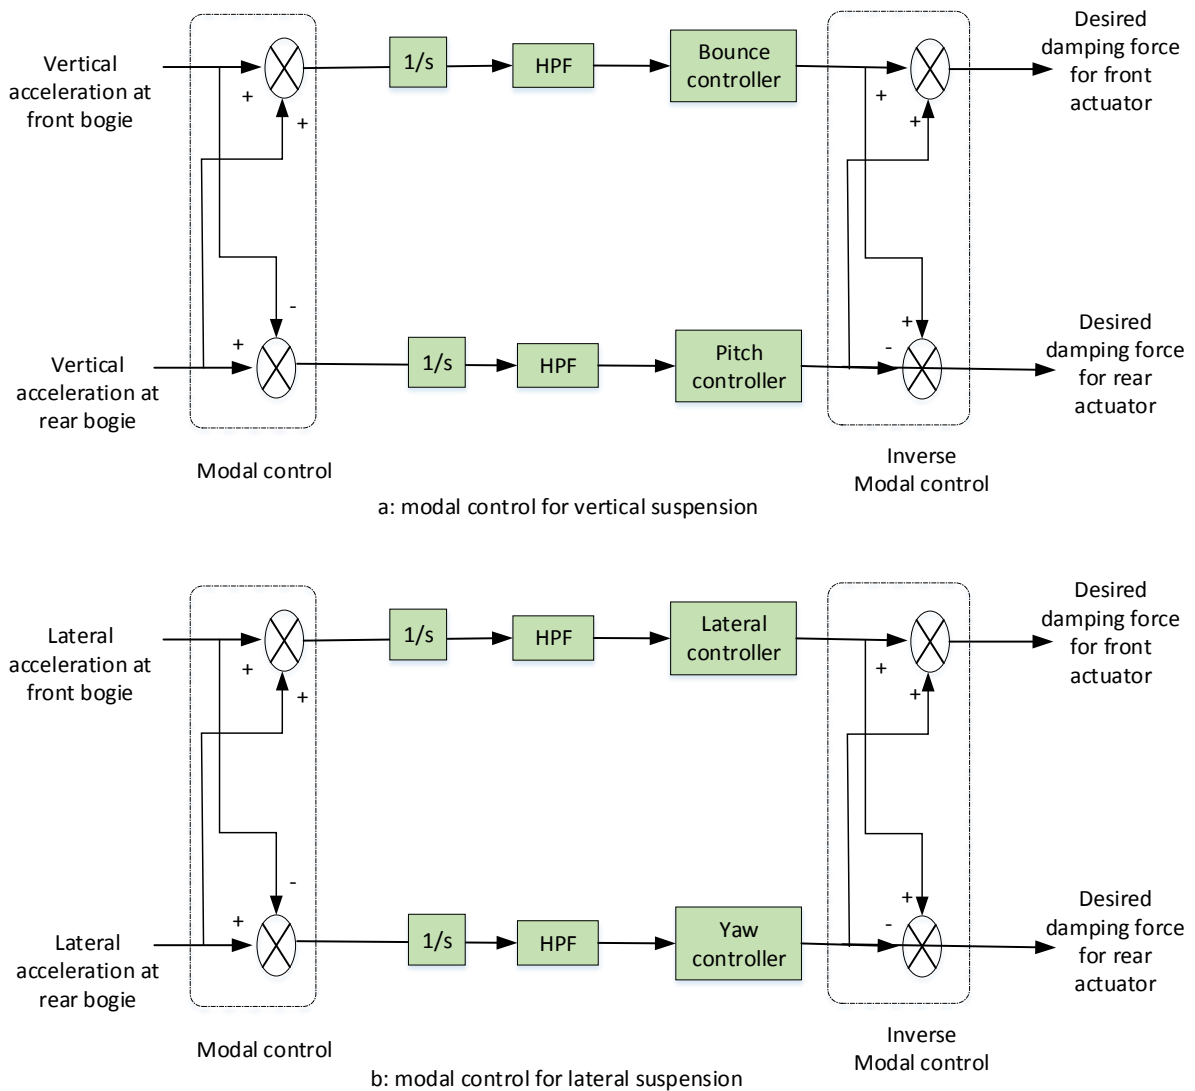 Vertical
acceleration at
front bogie
+
+
1/s
HPF
Bounce
controller
+
+
Desired
damping force
for front
actuator
Vertical
acceleration at
rear bogie
+
-
1/s
HPF
Pitch
controller
+
-
Desired
damping force
for rear
actuator
Modal control
Inverse
Modal control
a: modal control for vertical suspension
Lateral
acceleration at
front bogie
+
+
1/s
HPF
Lateral
controller
+
+
Desired
damping force
for front
actuator
Lateral
acceleration at
rear bogie
+
-
1/s
HPF
Yaw
controller
+
-
Desired
damping force
for rear
actuator
Modal control
Inverse
Modal control
b: modal control for lateral suspension